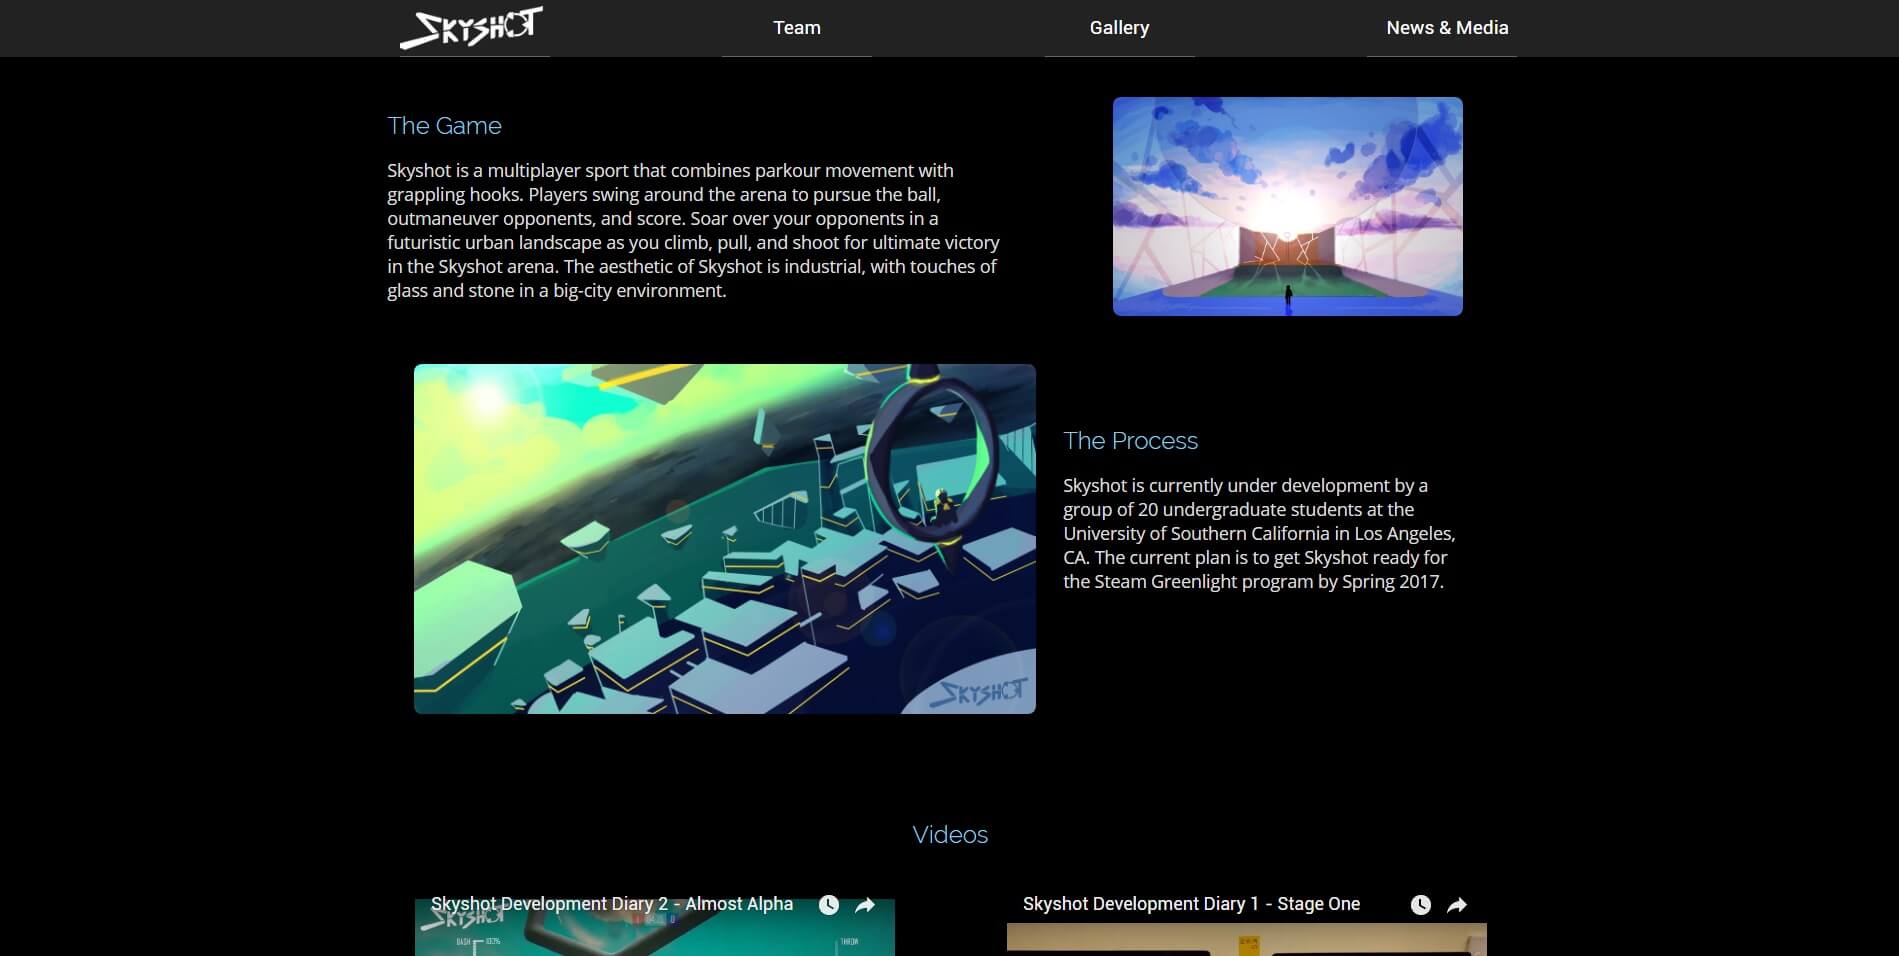 SKYSHOT
Team
Gallery
News & Media
The Game
Skyshot is a multiplayer sport that combines parkour movement with
grappling hooks. Players swing around the arena to pursue the ball,
outmaneuver opponents, and score. Soar over your opponents in a
futuristic urban landscape as you climb, pull, and shoot for ultimate victory
in the Skyshot arena. The aesthetic of Skyshot is industrial, with touches of
glass and stone in a big-city environment.
SKYSHOT
The Process
Skyshot is currently under development by a
group of 20 undergraduate students at the
University of Southern California in Los Angeles,
CA. The current plan is to get Skyshot ready for
the Steam Greenlight program by Spring 2017.
Videos
Skyshot Development Diary 2 - Almost Alpha
SKYSHOT
DASH
100%
THROW
Skyshot Development Diary 1 - Stage One